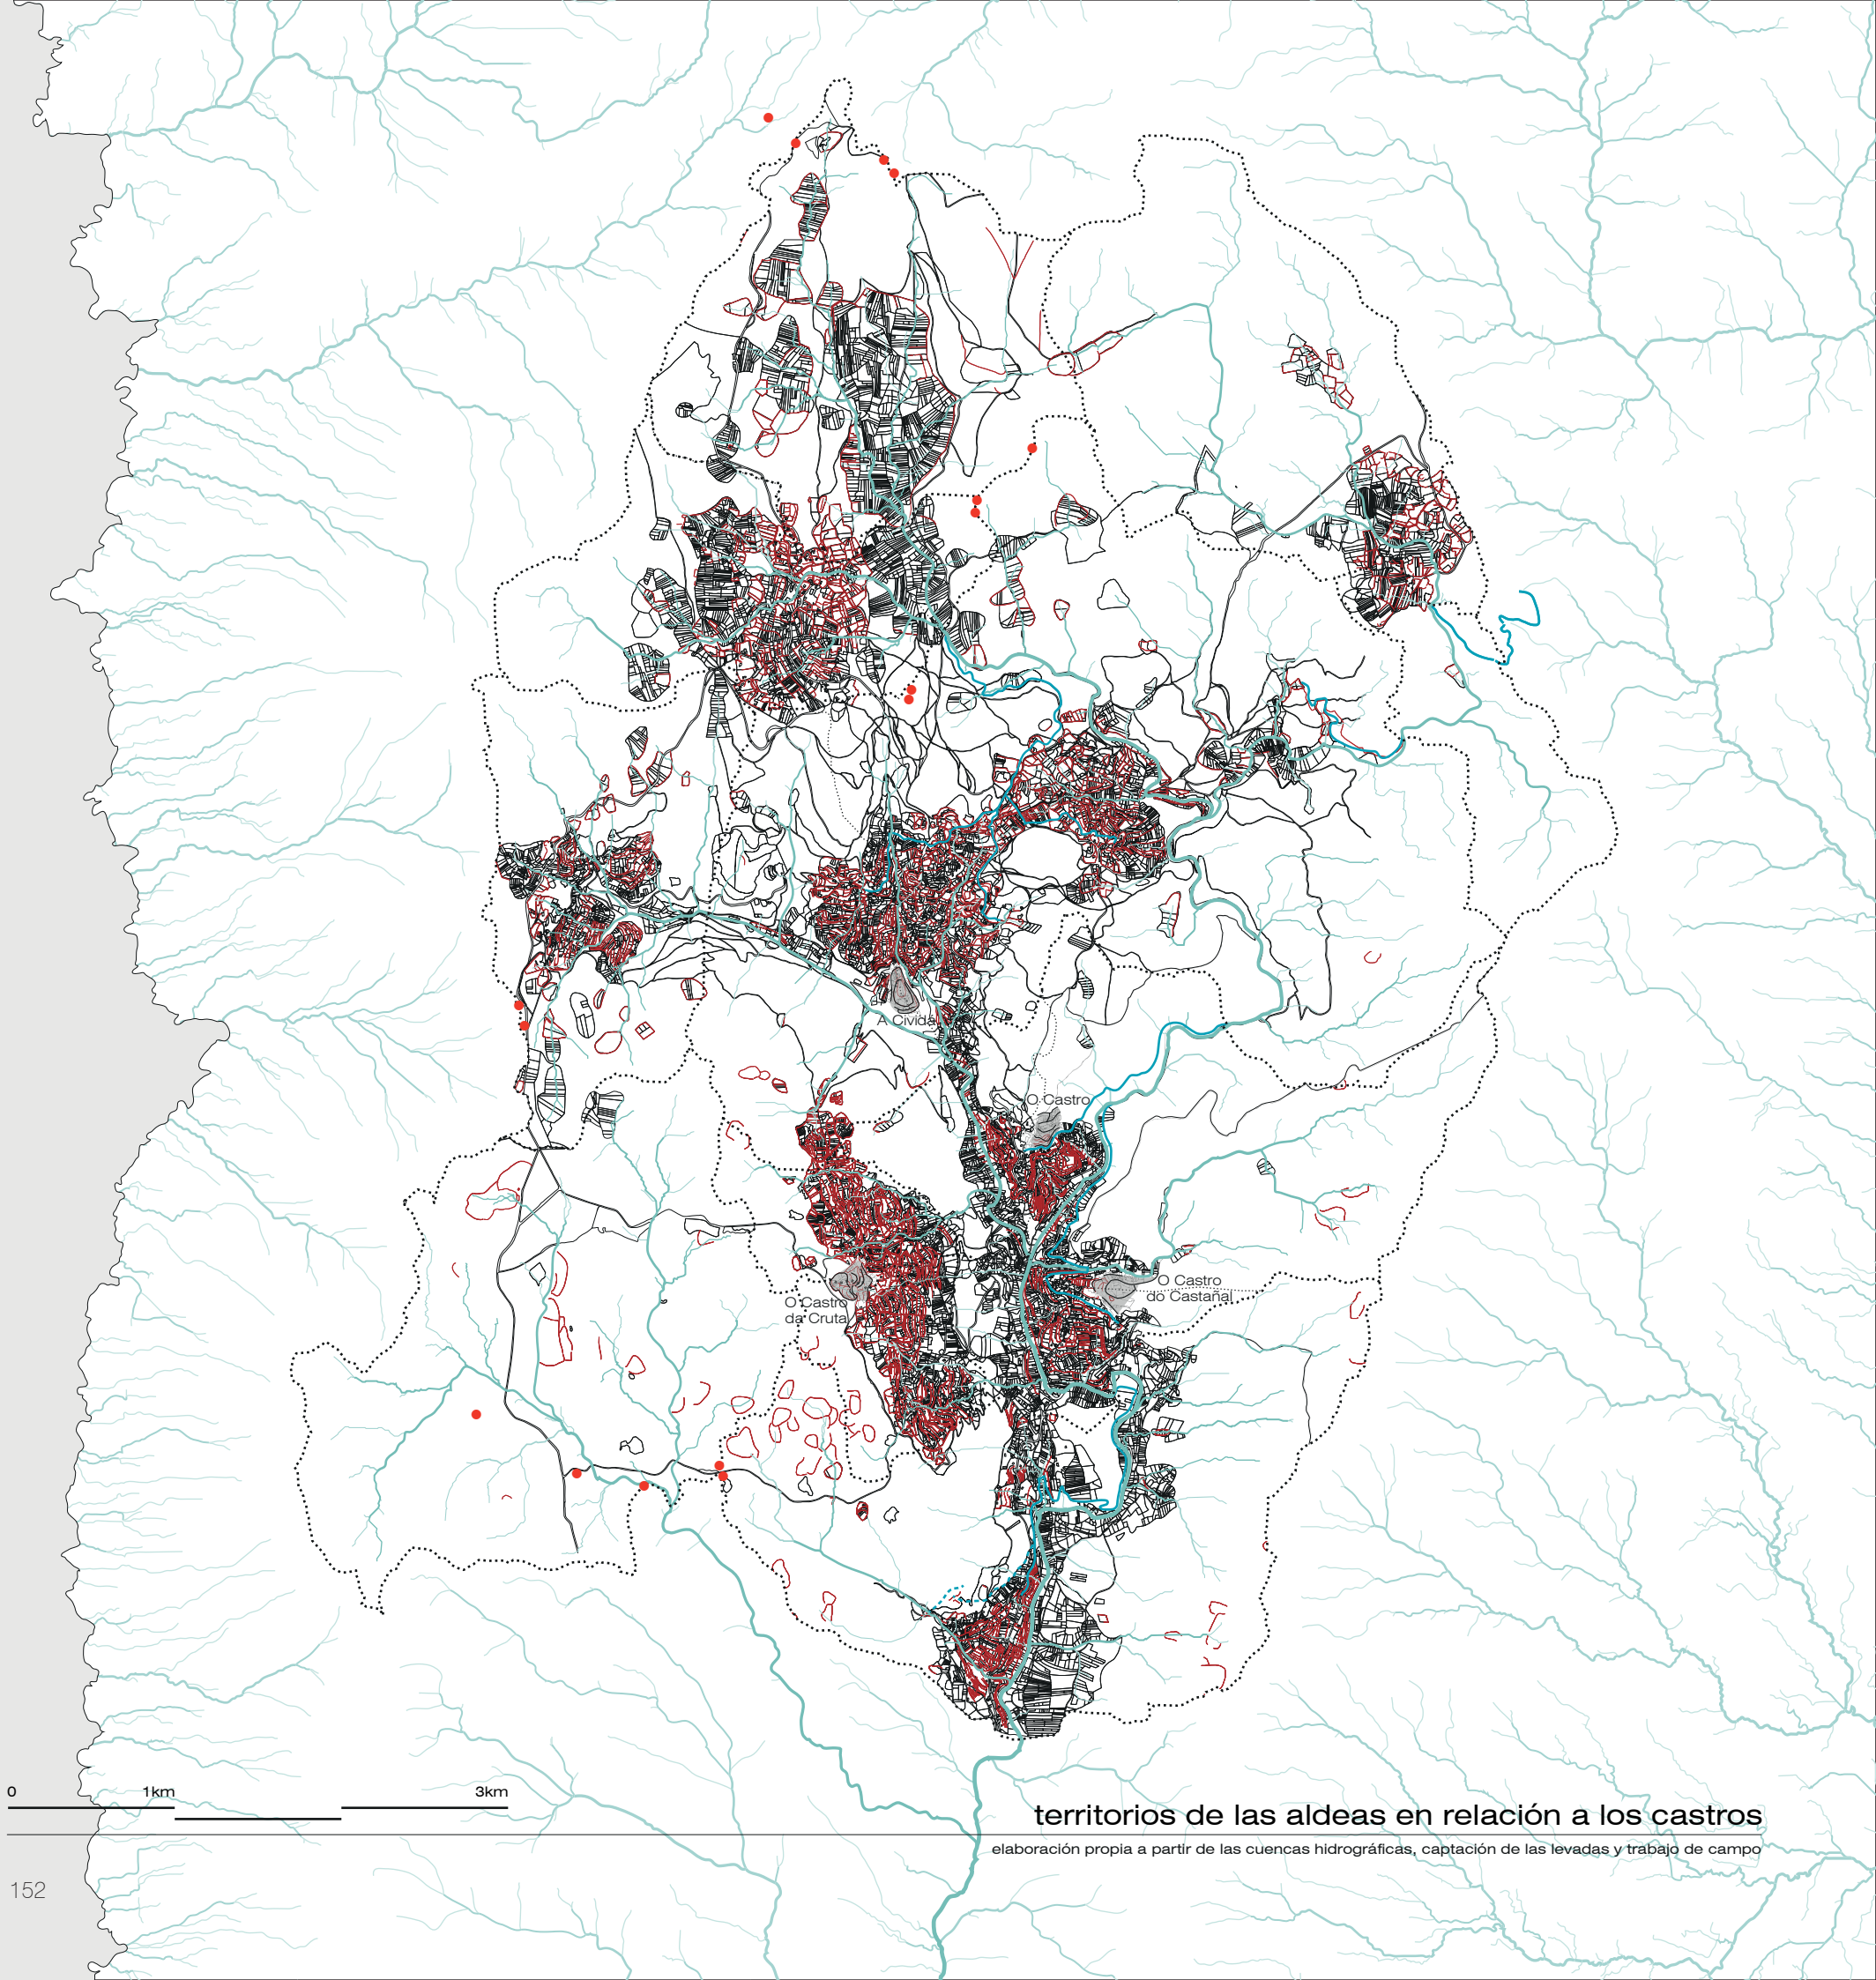 A Cividá
O Castro
O Castro
do Castañal
O Castro
da Cruta
0 1km 3km
territorios de las aldeas en relación a los castros
elaboración propia a partir de las cuencas hidrográficas, captación de las levadas y trabajo de campo
152